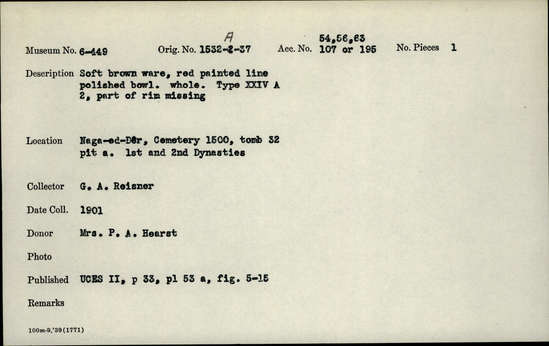 A
54,56,63
Museum No. 6-449 Orig. No. 1532-2-37 Acc. No. 107 or 195 No. Pieces 1
Description Soft brown ware, red painted line
polished bowl. whole. Type XXIV A
2, part of rim missing
Location Naga-ed-Dêr, Cemetery 1500, tomb 32
pit a. 1st and 2nd Dynasties
Collector G. A. Reisner
Date Coll. 1901
Donor Mrs. P. A. Hearst
Photo
Published UCES II, p 33, pl 53 a, fig. 5-15
Remarks
100m-9,'39(1771)